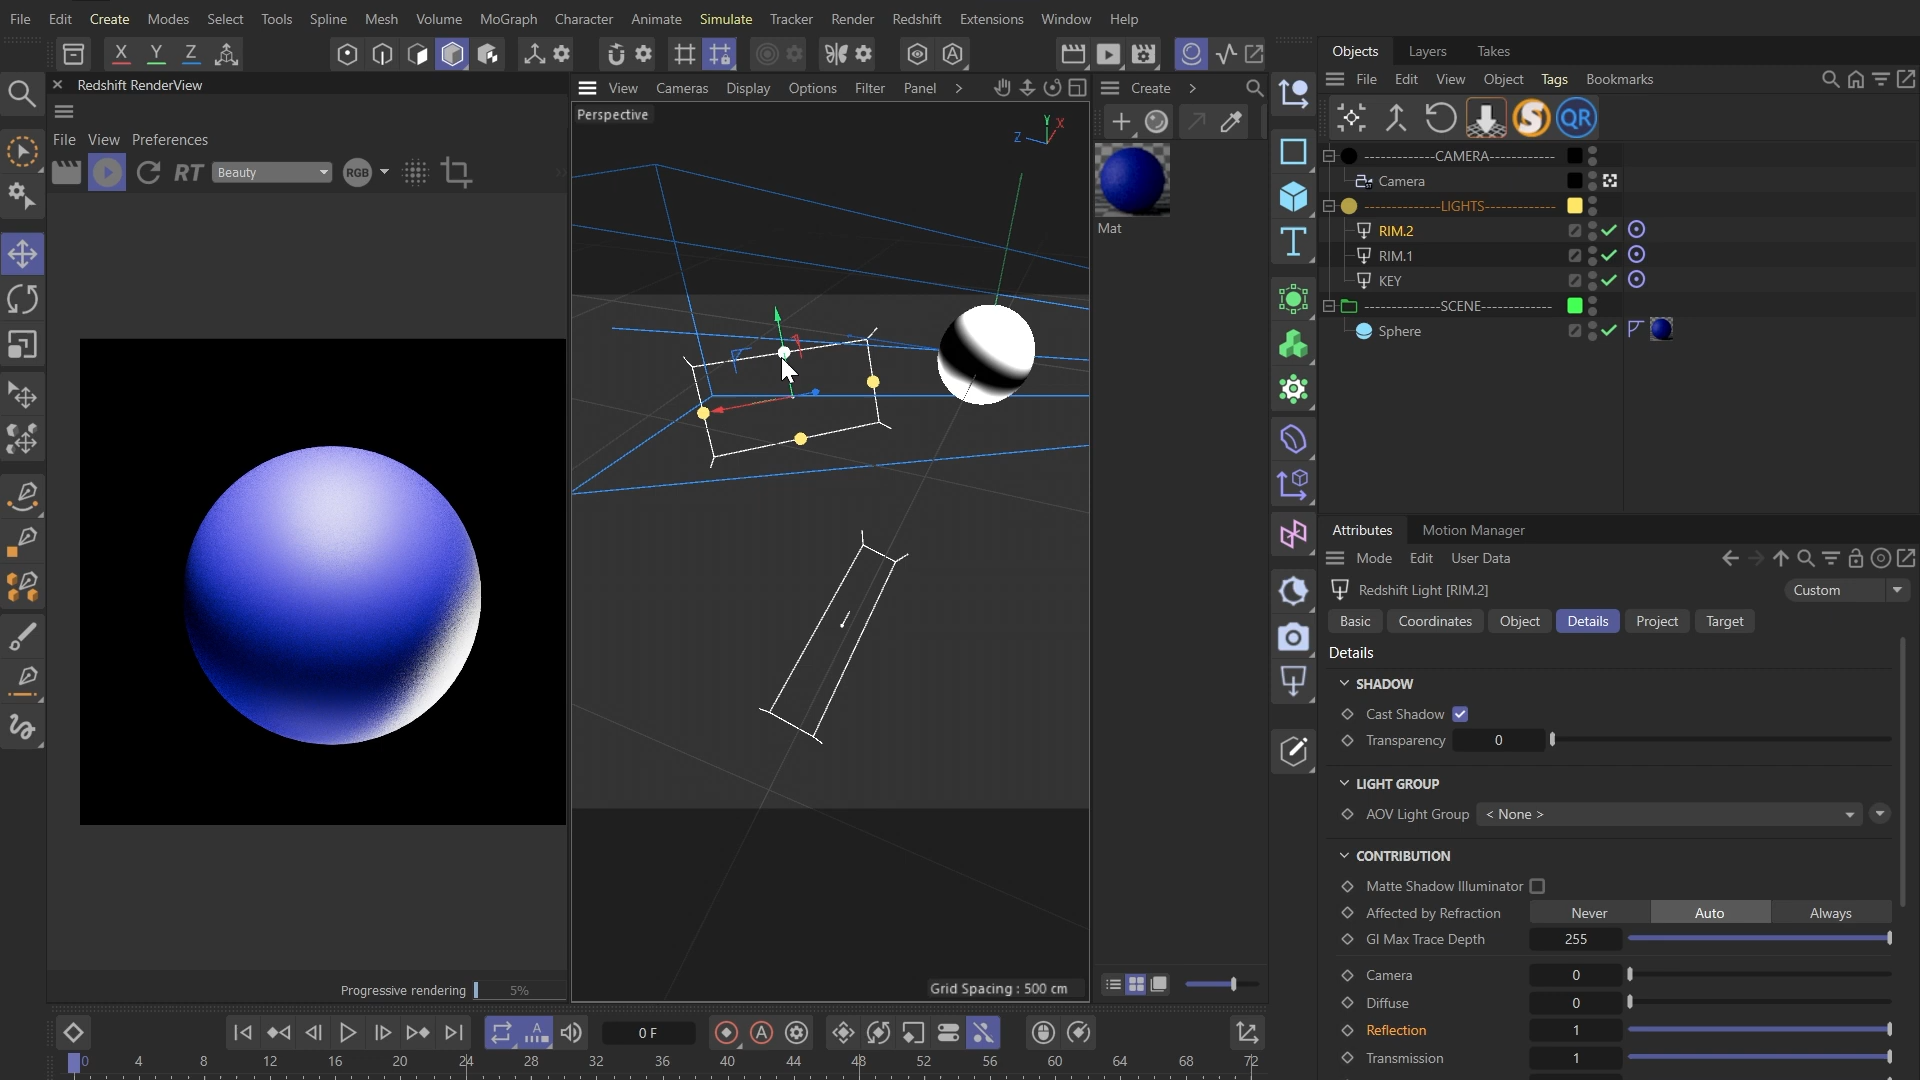 File Edit Create Modes Select Tools Spline Mesh Volume MoGraph Character Animate Simulate Tracker Render Redshift Extensions Window Help
X Y Z
Objects Layers Takes
File Edit View Object Tags Bookmarks
S QR
Redshift RenderView
File View Preferences
RT Beauty RGB
View Cameras Display Options Filter Panel
Perspective
Y X Z
Create
Mat
T
-------------CAMERA------------
Camera
--------------LIGHTS-------------
RIM.2
RIM.1
KEY
--------------SCENE--------------
Sphere
Attributes Motion Manager
Mode Edit User Data
Redshift Light [RIM.2] Custom
Basic Coordinates Object Details Project Target
Details
SHADOW
Cast Shadow
Transparency 0
LIGHT GROUP
AOV Light Group < None >
CONTRIBUTION
Matte Shadow Illuminator
Affected by Refraction Never Auto Always
GI Max Trace Depth 255
Camera 0
Diffuse 0
Reflection 1
Transmission 1
Progressive rendering 5%
Grid Spacing : 500 cm
A 0 F A
0 4 8 12 16 20 24 28 32 36 40 44 48 52 56 60 64 68 72